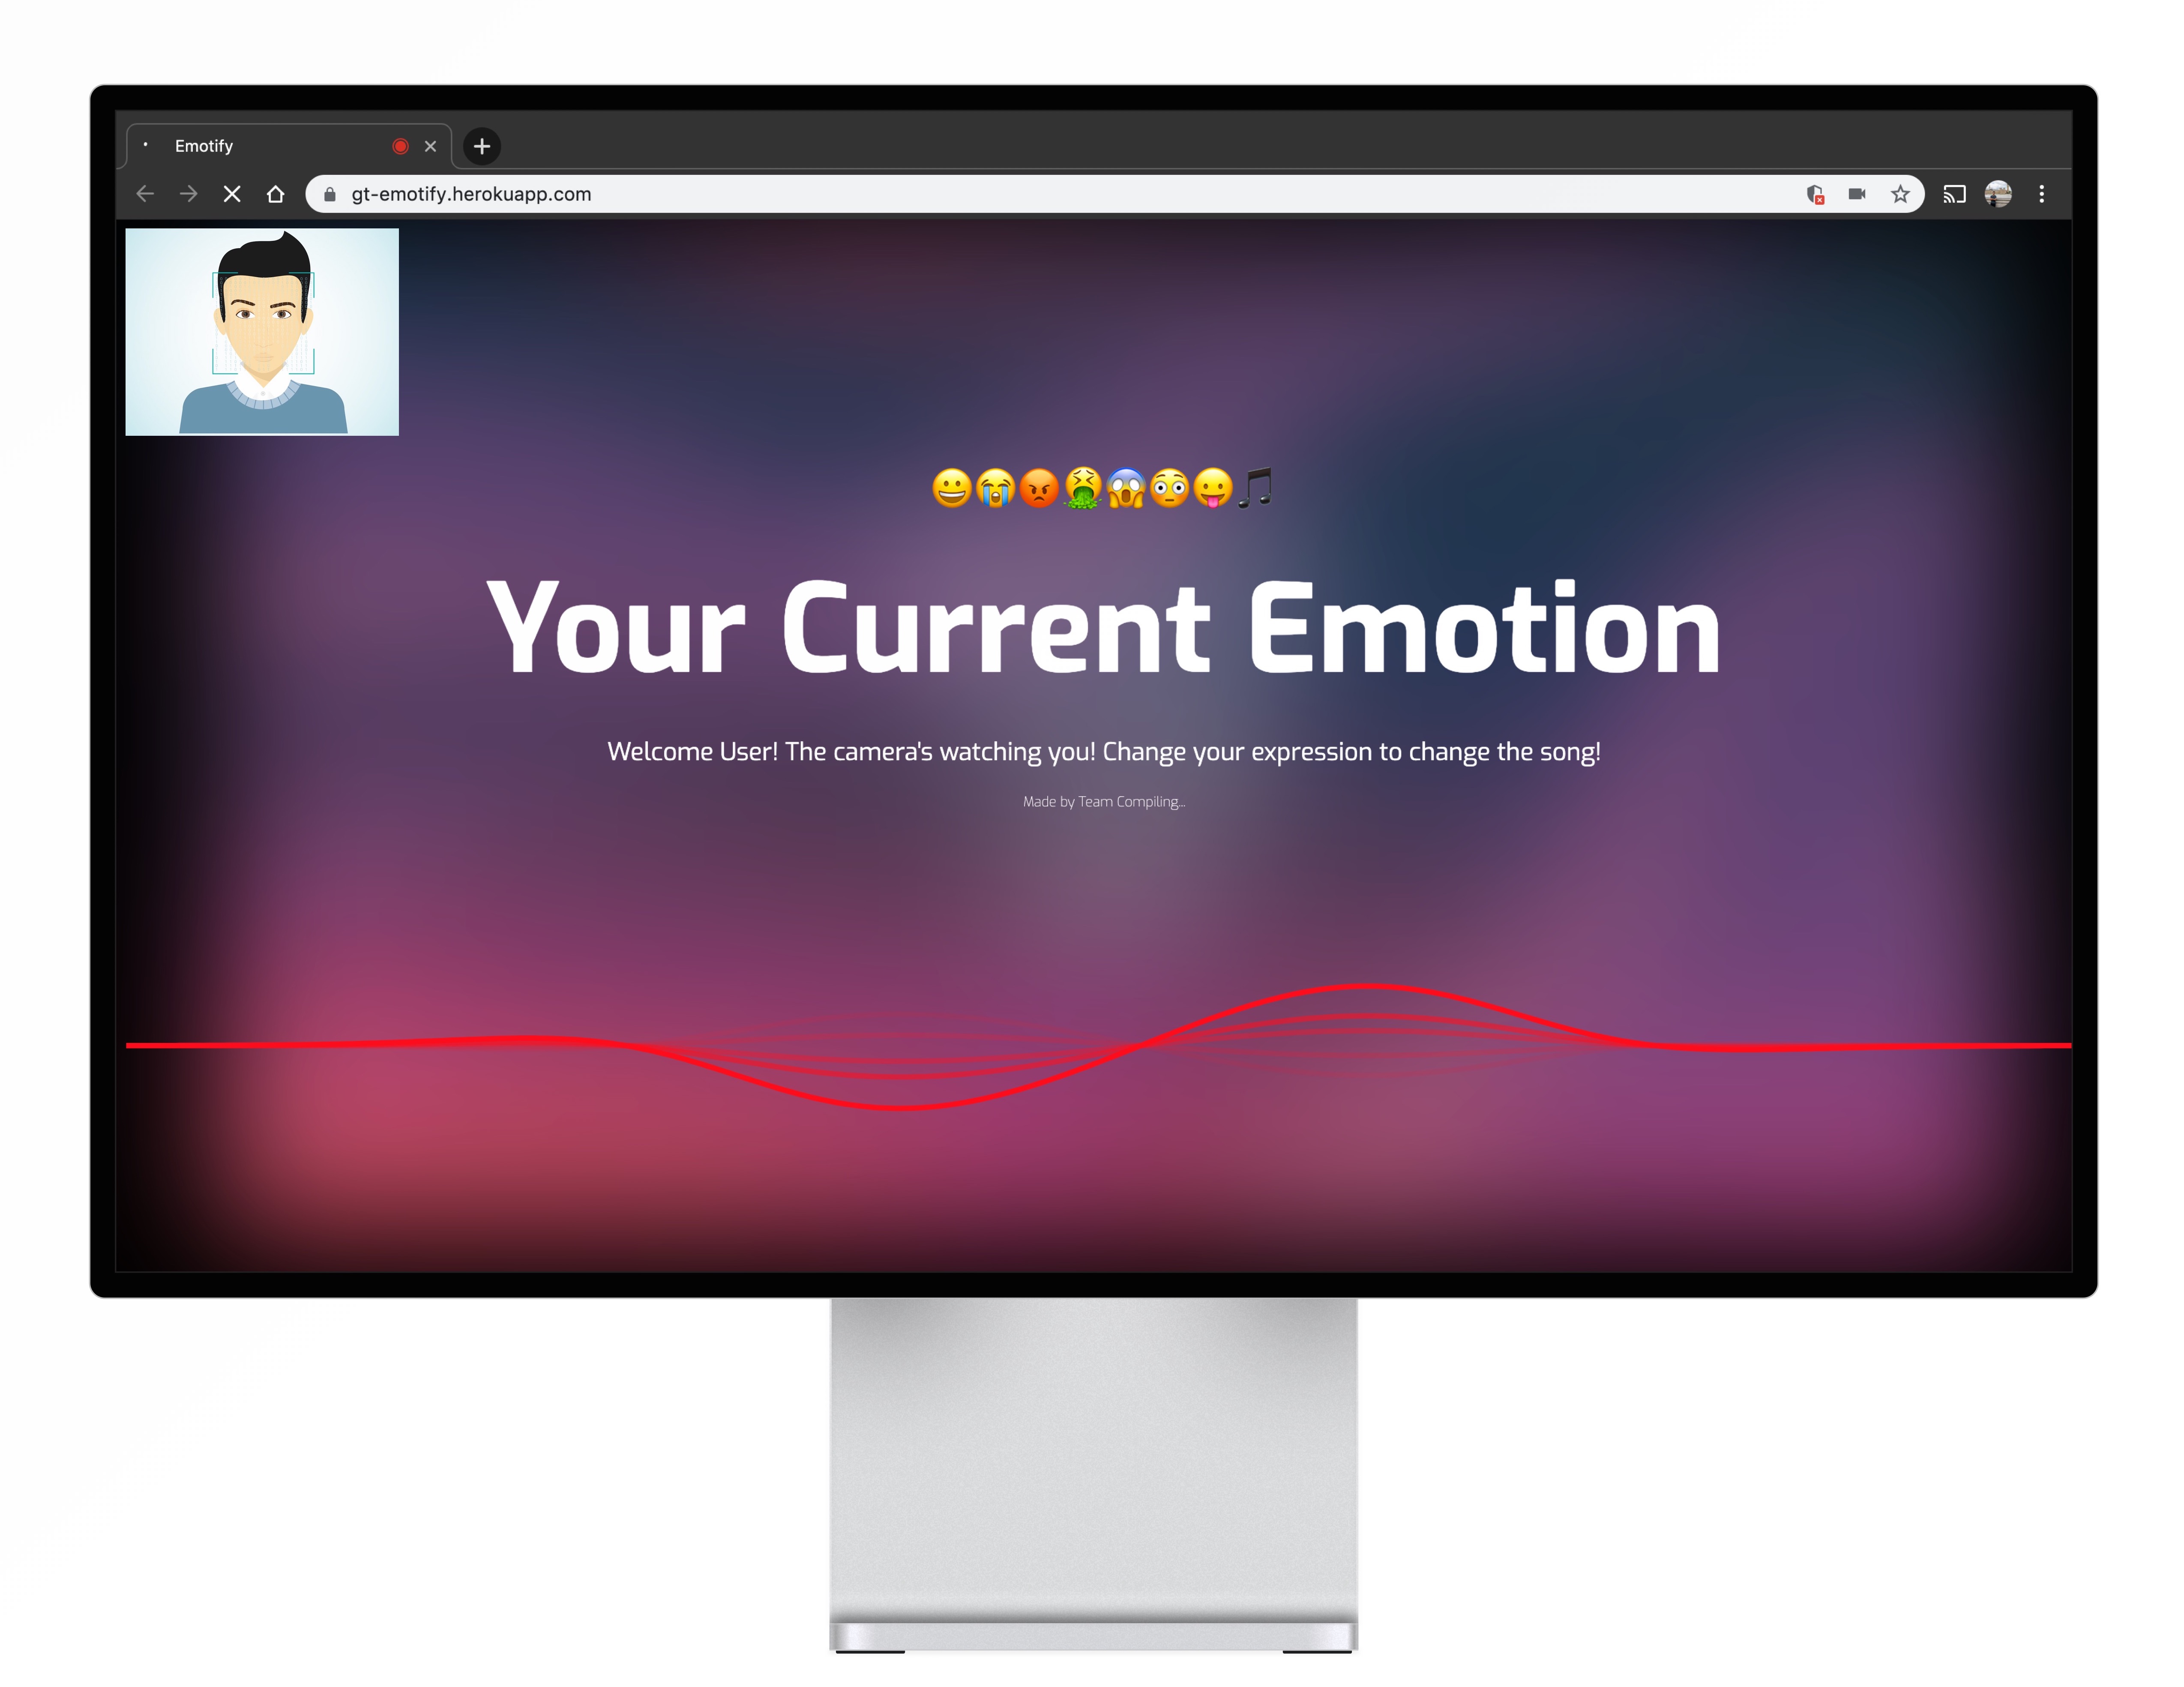 Emotify
gt-emotify.herokuapp.com
😀😭😡🤮😱😳😛🎵
Your Current Emotion
Welcome User! The camera's watching you! Change your expression to change the song!
Made by Team Compiling...